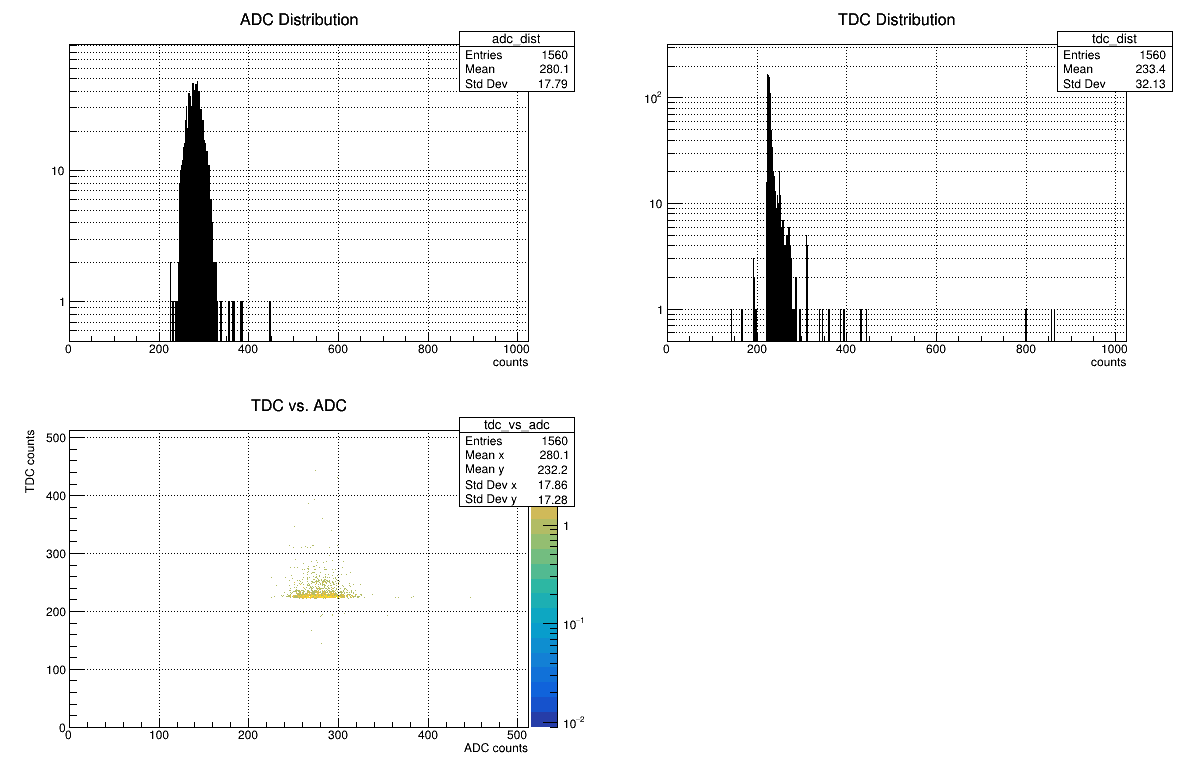 ADC Distribution
adc_dist
Entries 1560
Mean 280.1
Std Dev 17.79
10
1
0 200 400 600 800 1000
counts
TDC Distribution
tdc_dist
Entries 1560
Mean 233.4
Std Dev 32.13
10²
10
1
0 200 400 600 800 1000
counts
TDC vs. ADC
tdc_vs_adc
Entries 1560
Mean x 280.1
Mean y 232.2
Std Dev x 17.86
Std Dev y 17.28
TDC counts
500
400
300
200
100
0
0 100 200 300 400 500
ADC counts
1
10⁻¹
10⁻²